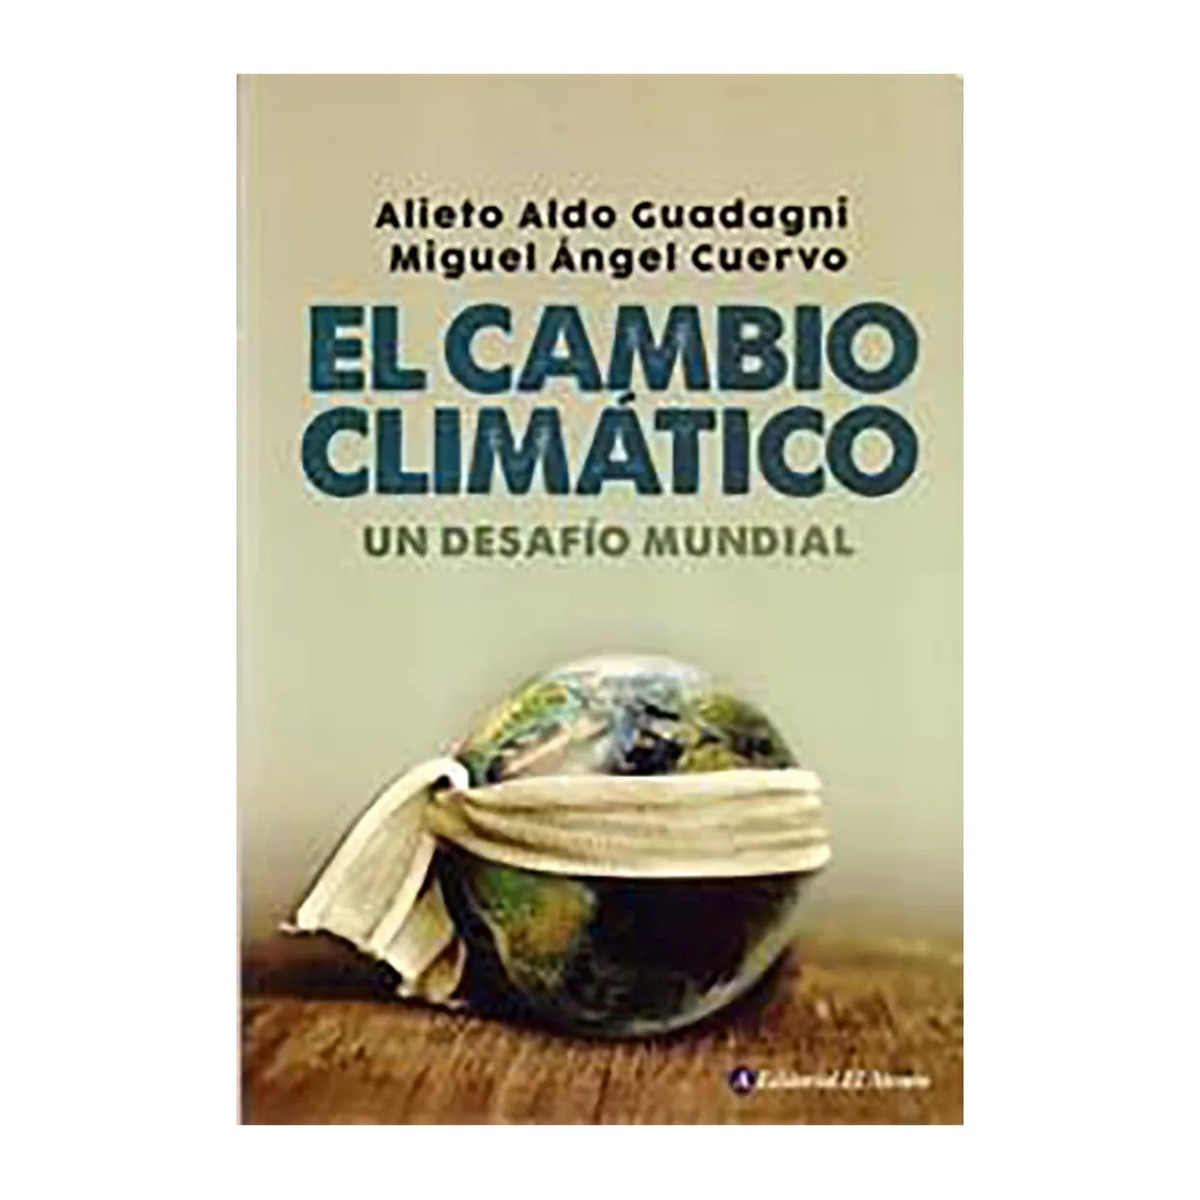 Alieto Aldo Guadagni
Miguel Ángel Cuervo
EL CAMBIO
CLIMÁTICO
UN DESAFÍO MUNDIAL
Editorial El Ateneo